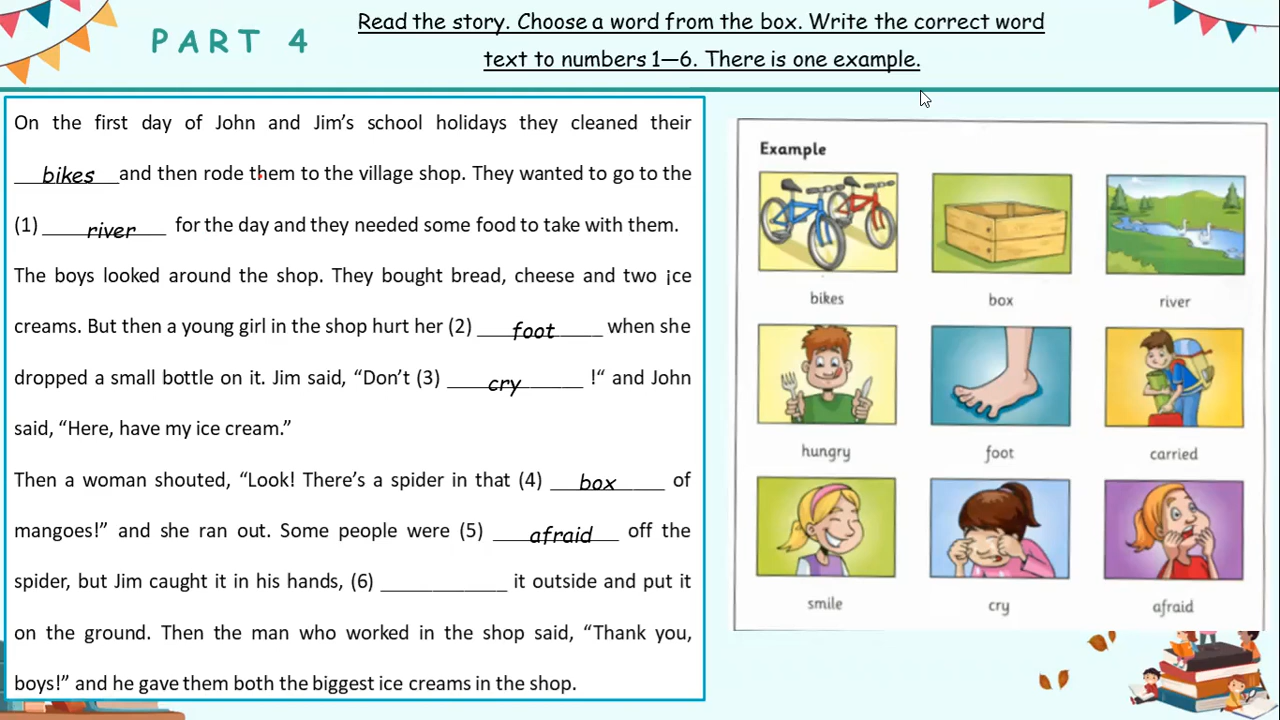 PART 4
Read the story. Choose a word from the box. Write the correct word
text to numbers 1—6. There is one example.
On the first day of John and Jim's school holidays they cleaned their
__bikes__and then rode them to the village shop. They wanted to go to the
(1) __river__ for the day and they needed some food to take with them.
The boys looked around the shop. They bought bread, cheese and two ¡ce
creams. But then a young girl in the shop hurt her (2) __foot__ when she
dropped a small bottle on it. Jim said, “Don't (3) __cry__ !“ and John
said, “Here, have my ice cream.”
Then a woman shouted, “Look! There's a spider in that (4) __box__ of
mangoes!” and she ran out. Some people were (5) __afraid__ off the
spider, but Jim caught it in his hands, (6) ____________ it outside and put it
on the ground. Then the man who worked in the shop said, “Thank you,
boys!” and he gave them both the biggest ice creams in the shop.
Example
bikes box river
hungry foot carried
smile cry afraid